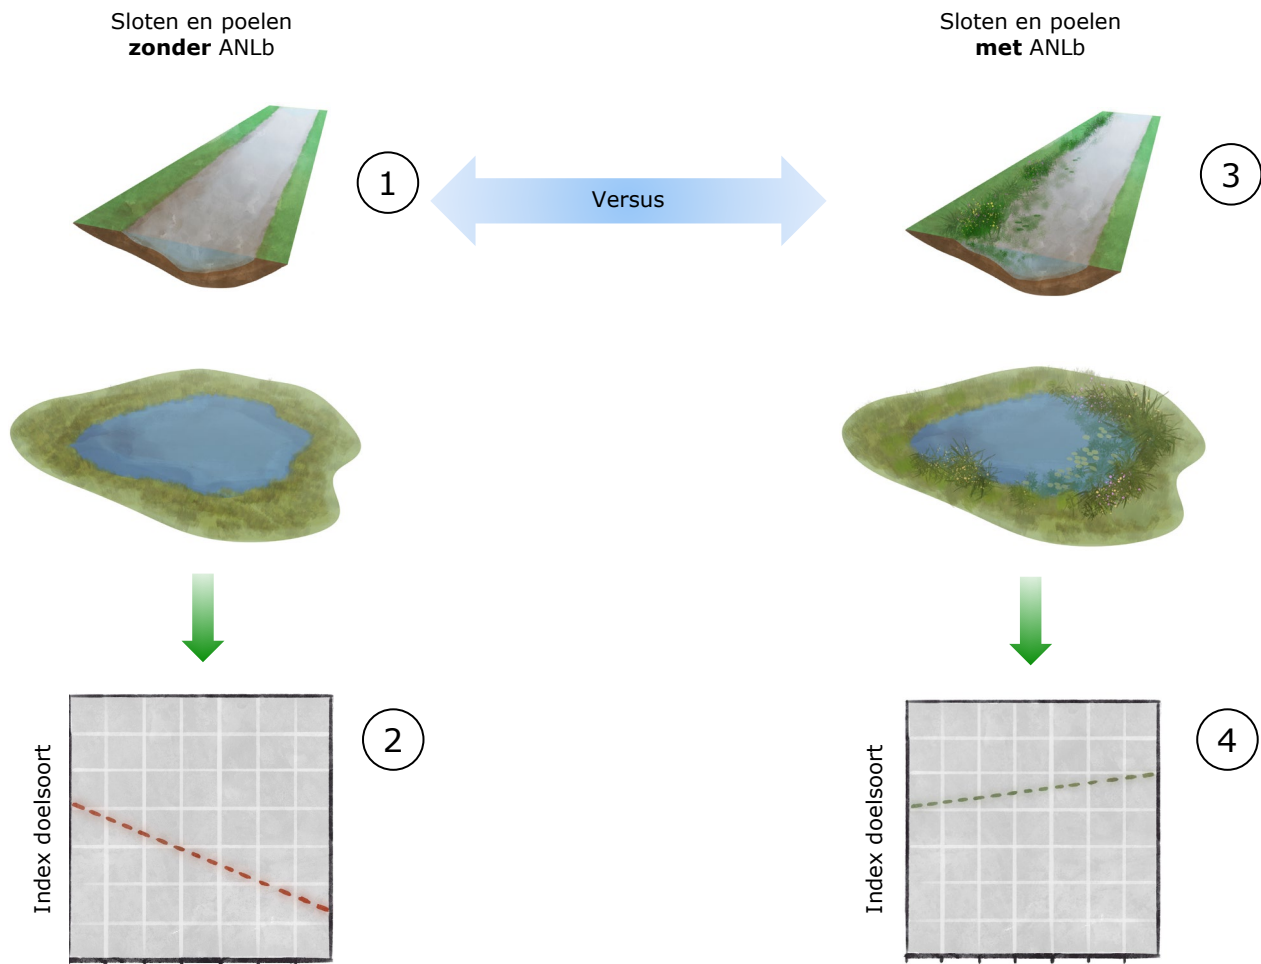 Sloten en poelen
zonder ANLb
Sloten en poelen
met ANLb
1
Versus
3
2
Index doelsoort
4
Index doelsoort